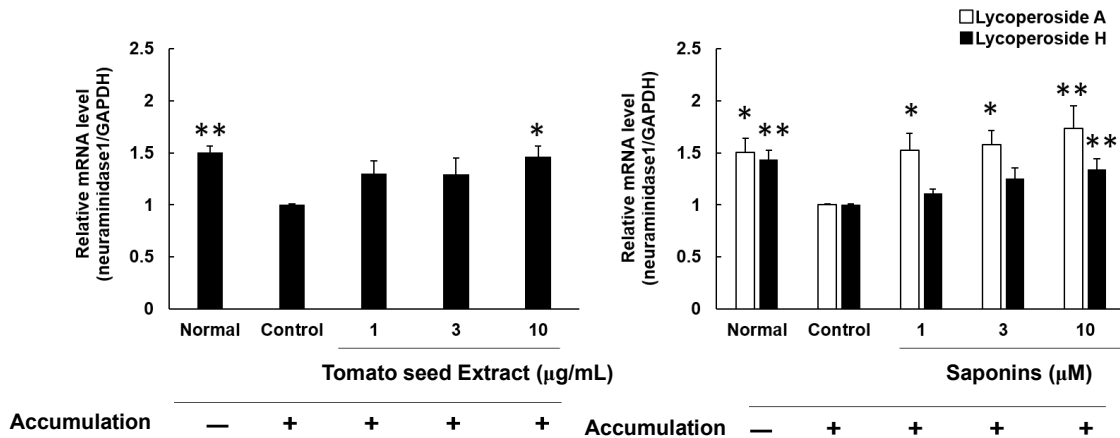 Lycoperoside A
Lycoperoside H
Relative mRNA level
(neuraminidase1/GAPDH)
2.5
2
1.5
1
0.5
0
**
*
Normal Control 1 3 10
Tomato seed Extract (μg/mL)
Accumulation — + + + +
Relative mRNA level
(neuraminidase1/GAPDH)
2.5
2
1.5
1
0.5
0
* ** * * ** **
Normal Control 1 3 10
Saponins (μM)
Accumulation — + + + +